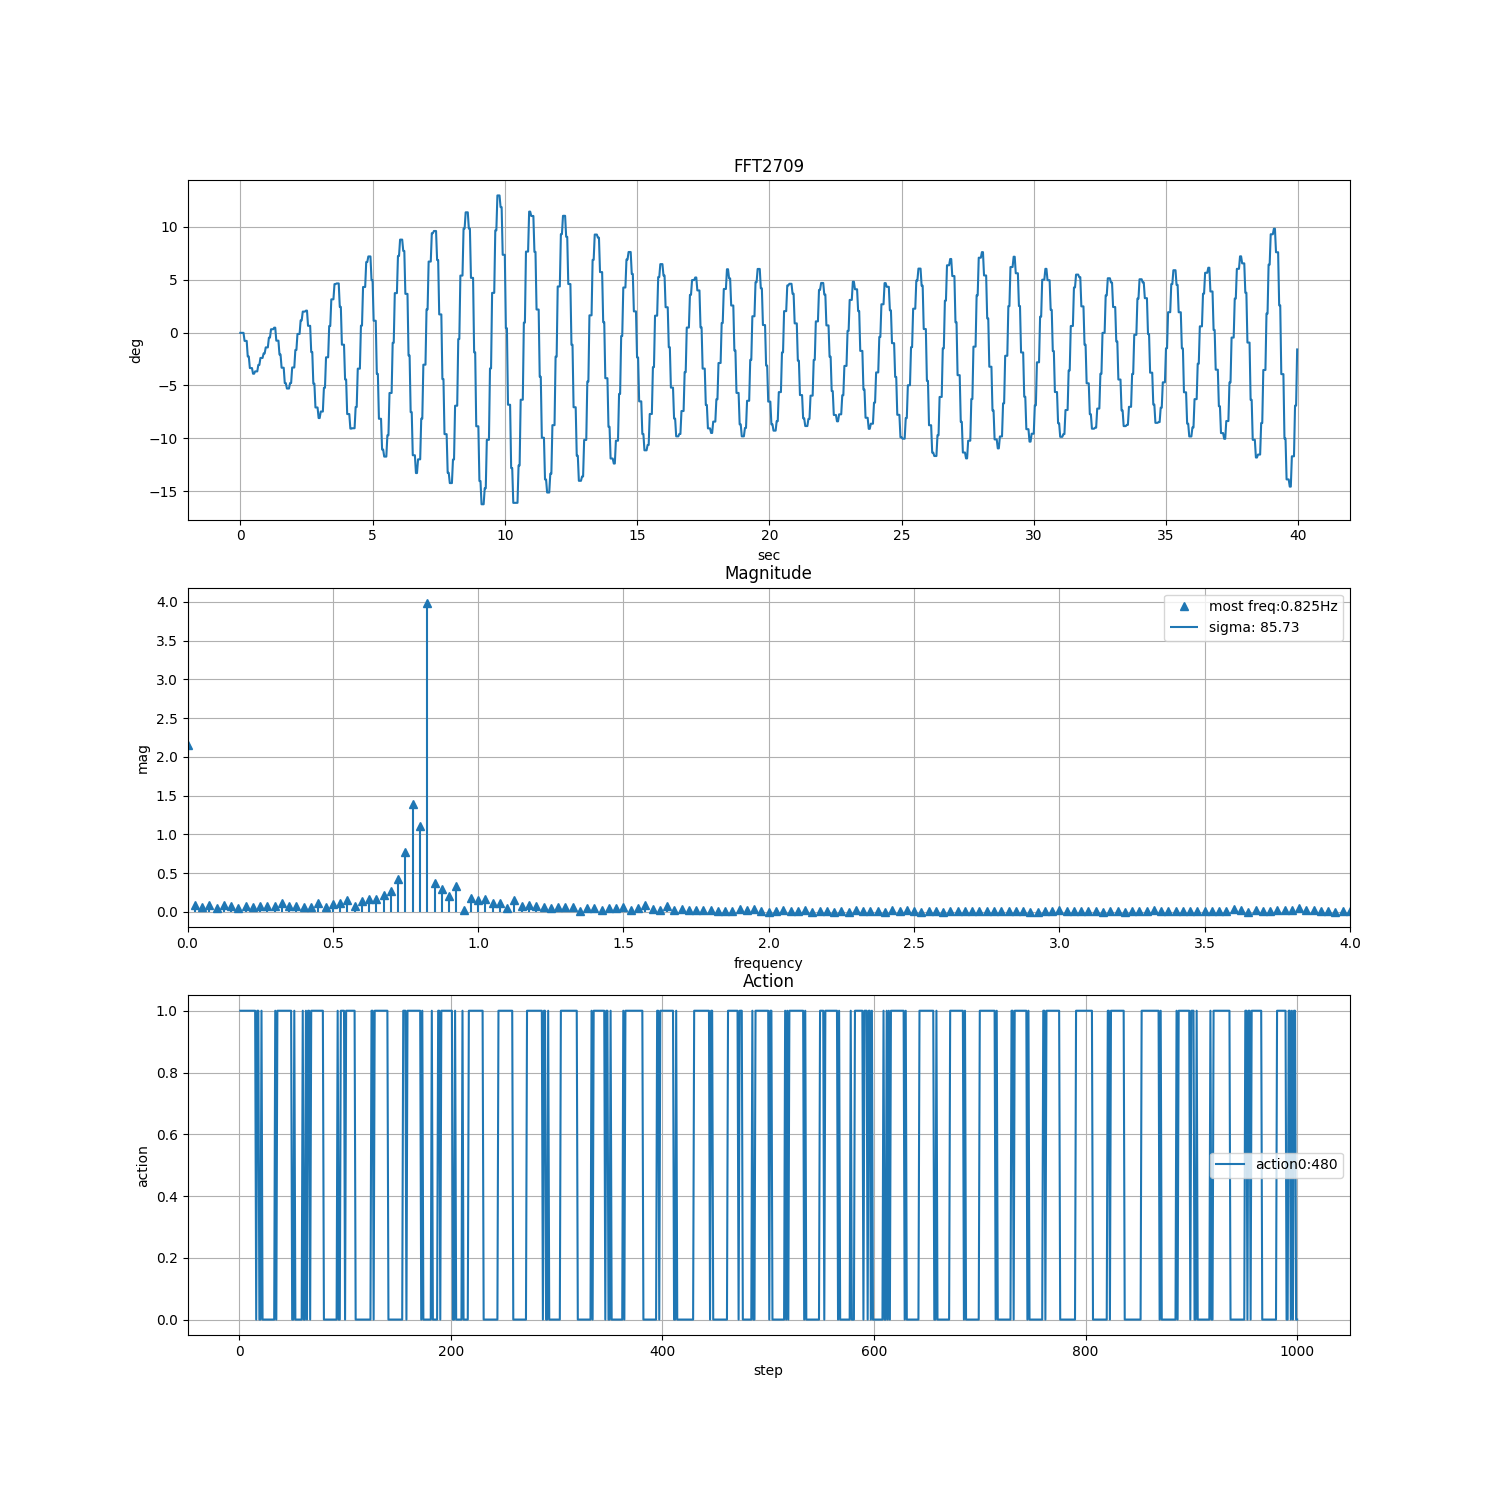 FFT2709
10
5
0
−5
−10
−15
deg
0 5 10 15 20 25 30 35 40
sec
Magnitude
4.0
3.5
3.0
2.5
2.0
1.5
1.0
0.5
0.0
mag
most freq:0.825Hz
sigma: 85.73
0.0 0.5 1.0 1.5 2.0 2.5 3.0 3.5 4.0
frequency
Action
1.0
0.8
0.6
0.4
0.2
0.0
action
action0:480
0 200 400 600 800 1000
step